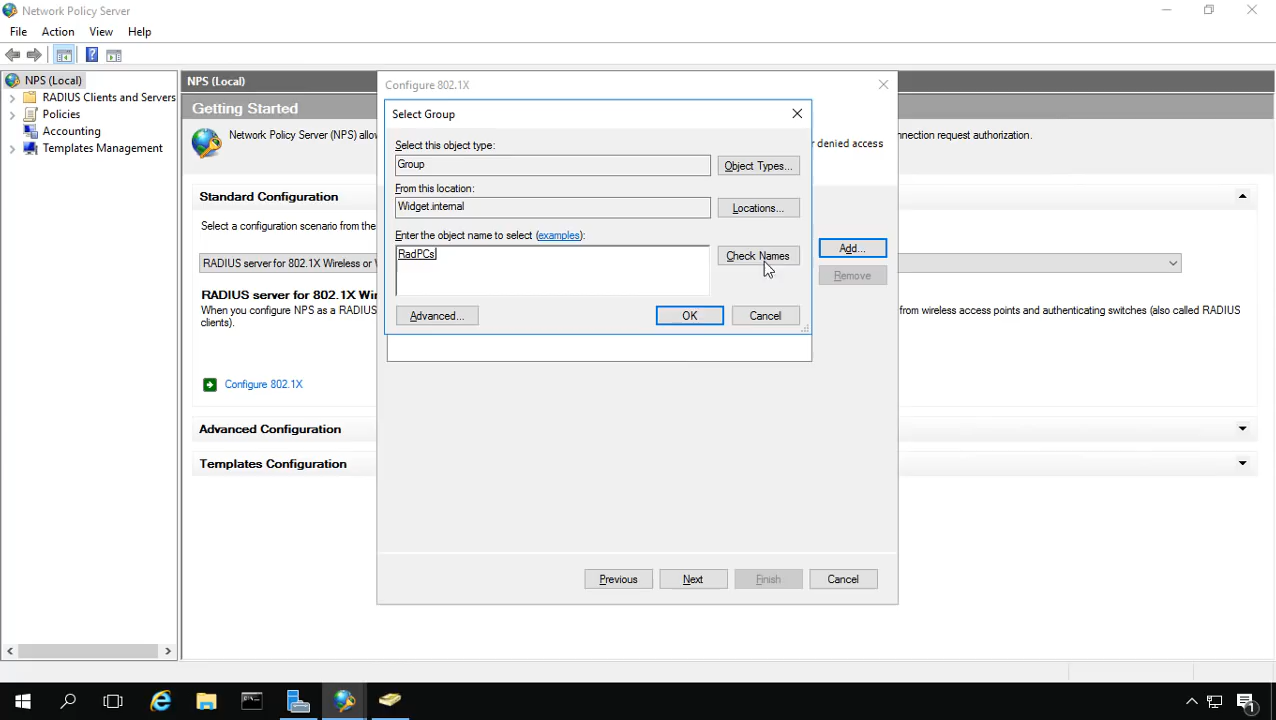 Network Policy Server
File Action View Help
NPS (Local)
RADIUS Clients and Servers
Policies
Accounting
Templates Management
NPS (Local)
Getting Started
Network Policy Server (NPS) allow
nnection request authorization.
Standard Configuration
Select a configuration scenario from the
RADIUS server for 802.1X Wireless or W
RADIUS server for 802.1X Wir
When you configure NPS as a RADIUS
clients).
from wireless access points and authenticating switches (also called RADIUS
Configure 802.1X
Advanced Configuration
Templates Configuration
Configure 802.1X
r denied access
Select Group
Select this object type:
Group
Object Types...
From this location:
Widget.internal
Locations...
Enter the object name to select (examples):
RadPCs
Check Names
Advanced...
OK
Cancel
Add...
Remove
Previous
Next
Finish
Cancel
1